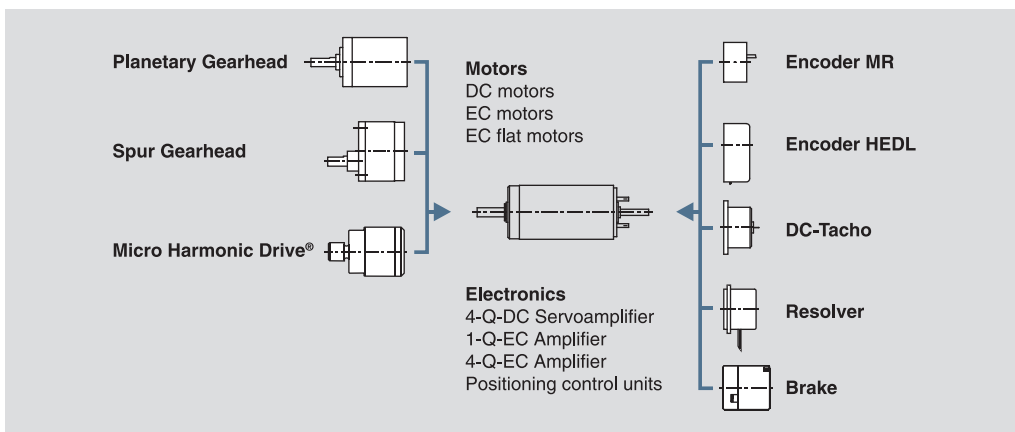 Planetary Gearhead
Spur Gearhead
Micro Harmonic Drive®
Motors
DC motors
EC motors
EC flat motors
Electronics
4-Q-DC Servoamplifier
1-Q-EC Amplifier
4-Q-EC Amplifier
Positioning control units
Encoder MR
Encoder HEDL
DC-Tacho
Resolver
Brake